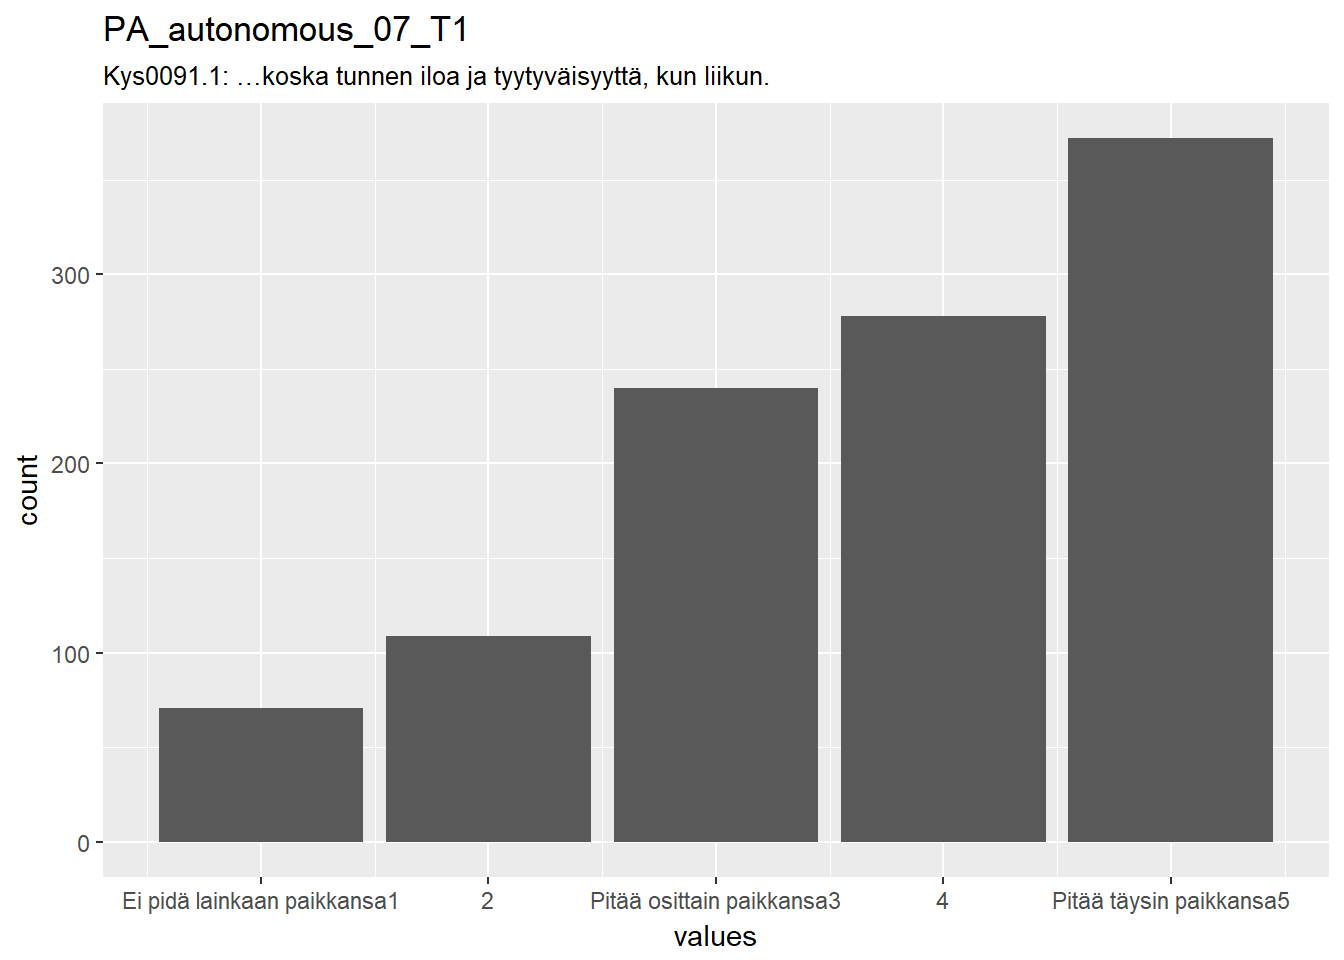 PA_autonomous_07_T1
Kys0091.1: …koska tunnen iloa ja tyytyväisyyttä, kun liikun.
count
300
200
100
0
Ei pidä lainkaan paikkansa1
2
Pitää osittain paikkansa3
4
Pitää täysin paikkansa5
values